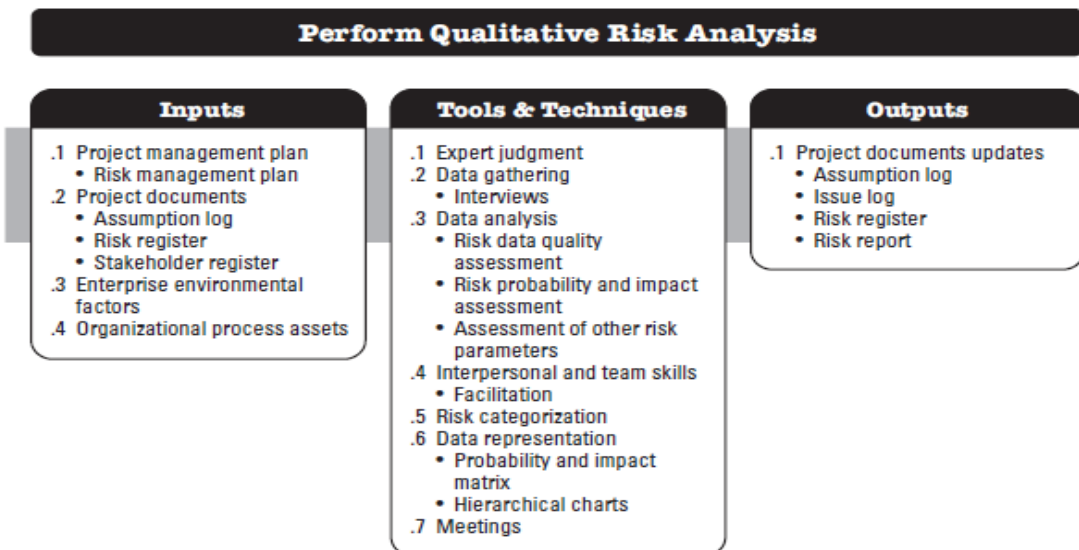 Perform Qualitative Risk Analysis
Inputs
.1 Project management plan
• Risk management plan
.2 Project documents
• Assumption log
• Risk register
• Stakeholder register
.3 Enterprise environmental
factors
.4 Organizational process assets
Tools & Techniques
.1 Expert judgment
.2 Data gathering
• Interviews
.3 Data analysis
• Risk data quality
assessment
• Risk probability and impact
assessment
• Assessment of other risk
parameters
.4 Interpersonal and team skills
• Facilitation
.5 Risk categorization
.6 Data representation
• Probability and impact
matrix
• Hierarchical charts
.7 Meetings
Outputs
.1 Project documents updates
• Assumption log
• Issue log
• Risk register
• Risk report